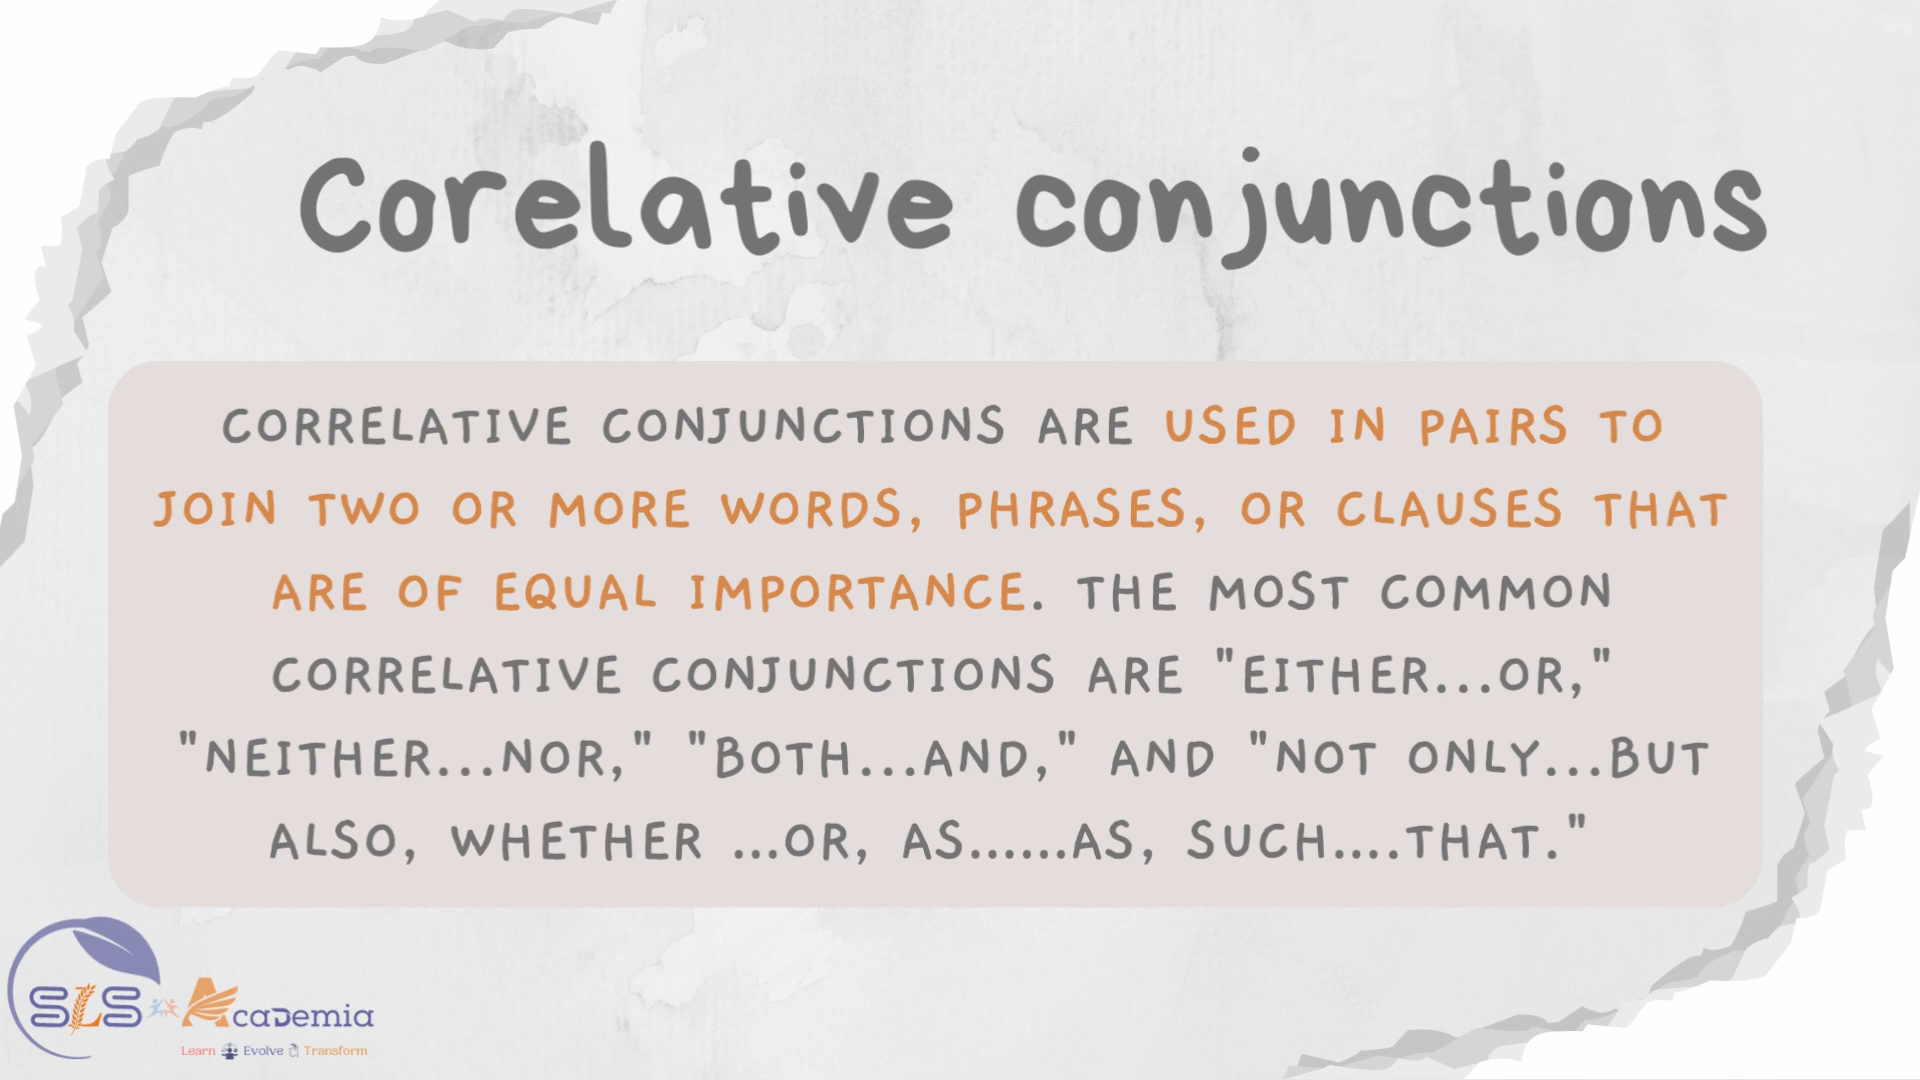 Corelative conjunctions
CORRELATIVE CONJUNCTIONS ARE USED IN PAIRS TO
JOIN TWO OR MORE WORDS, PHRASES, OR CLAUSES THAT
ARE OF EQUAL IMPORTANCE. THE MOST COMMON
CORRELATIVE CONJUNCTIONS ARE "EITHER...OR,"
"NEITHER...NOR," "BOTH...AND," AND "NOT ONLY...BUT
ALSO, WHETHER ...OR, AS......AS, SUCH....THAT."
SLS AcaDemia
Learn Evolve Transform